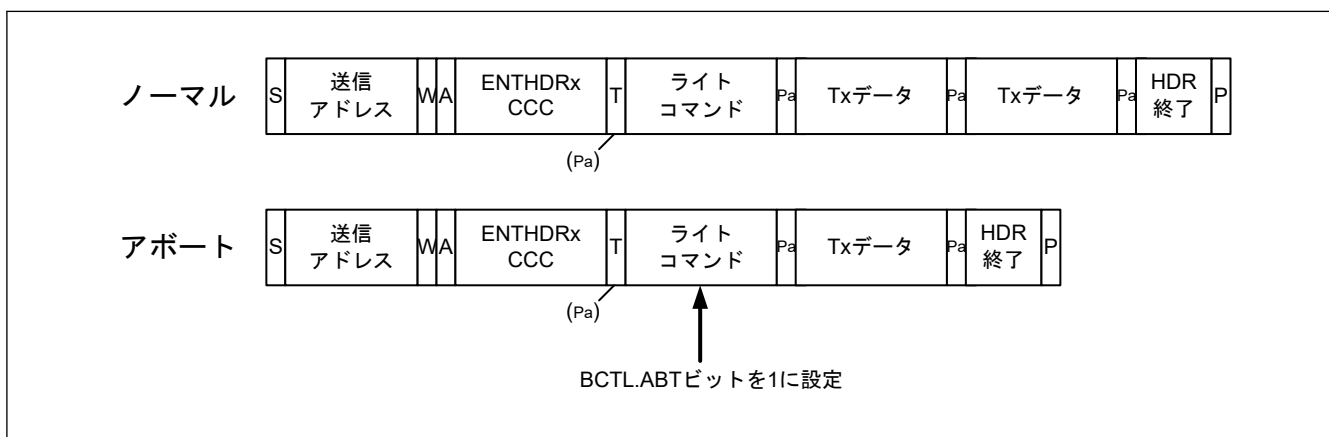 ノーマル
S
送信
アドレス
W
A
ENTHDRx
CCC
T
ライト
コマンド
Pa
Txデータ
Pa
Txデータ
Pa
HDR
終了
P
(Pa)
アボート
S
送信
アドレス
W
A
ENTHDRx
CCC
T
ライト
コマンド
Pa
Txデータ
Pa
HDR
終了
P
(Pa)
BCTL.ABTビットを1に設定